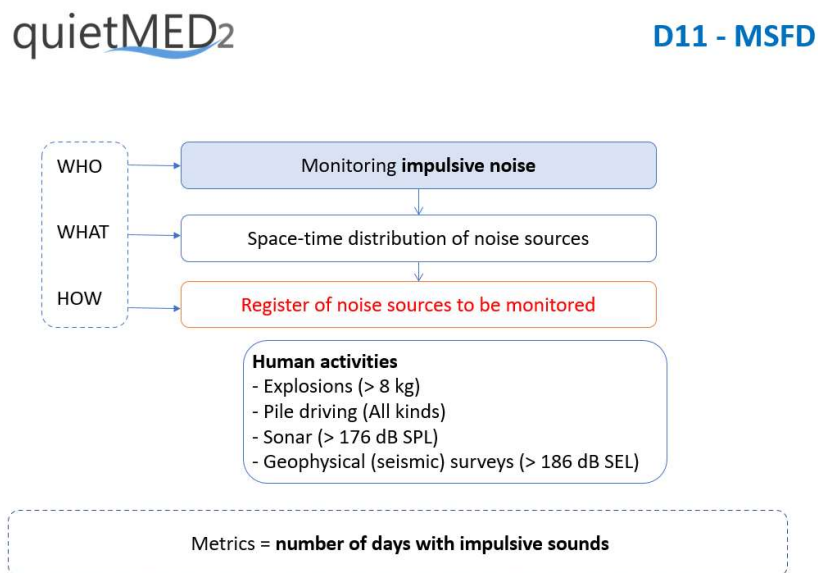 quietMED2
D11 - MSFD
WHO
Monitoring impulsive noise
WHAT
Space-time distribution of noise sources
HOW
Register of noise sources to be monitored
Human activities
- Explosions (> 8 kg)
- Pile driving (All kinds)
- Sonar (> 176 dB SPL)
- Geophysical (seismic) surveys (> 186 dB SEL)
Metrics = number of days with impulsive sounds